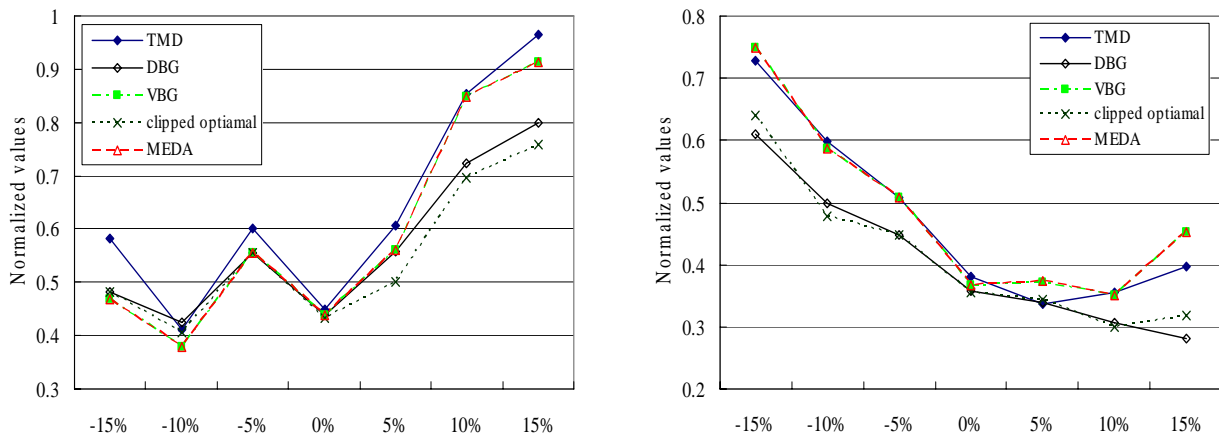 1
0.9
0.8
0.7
0.6
0.5
0.4
0.3
Normalized values
TMD
DBG
VBG
clipped optiamal
MEDA
-15% -10% -5% 0% 5% 10% 15%
0.8
0.7
0.6
0.5
0.4
0.3
0.2
Normalized values
TMD
DBG
VBG
clipped optiamal
MEDA
-15% -10% -5% 0% 5% 10% 15%